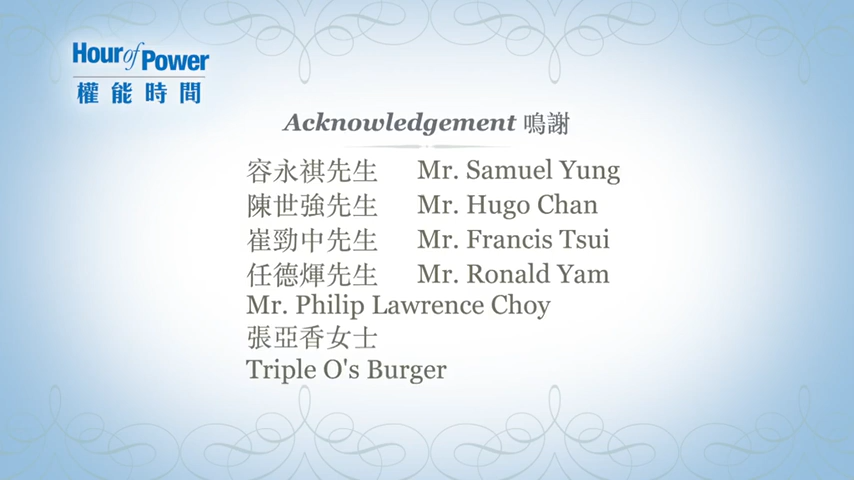 Hour of Power
權能時間
Acknowledgement 鳴謝
容永祺先生 Mr. Samuel Yung
陳世強先生 Mr. Hugo Chan
崔勁中先生 Mr. Francis Tsui
任德煇先生 Mr. Ronald Yam
Mr. Philip Lawrence Choy
張亞香女士
Triple O's Burger